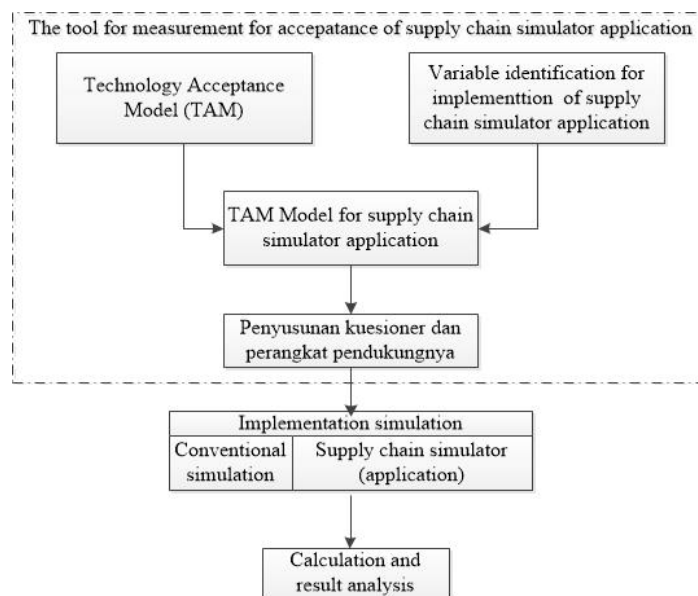 The tool for measurement for accepatance of supply chain simulator application
Technology Acceptance
Model (TAM)
Variable identification for
implementtion of supply
chain simulator application
TAM Model for supply chain
simulator application
Penyusunan kuesioner dan
perangkat pendukungnya
Implementation simulation
Conventional
simulation
Supply chain simulator
(application)
Calculation and
result analysis